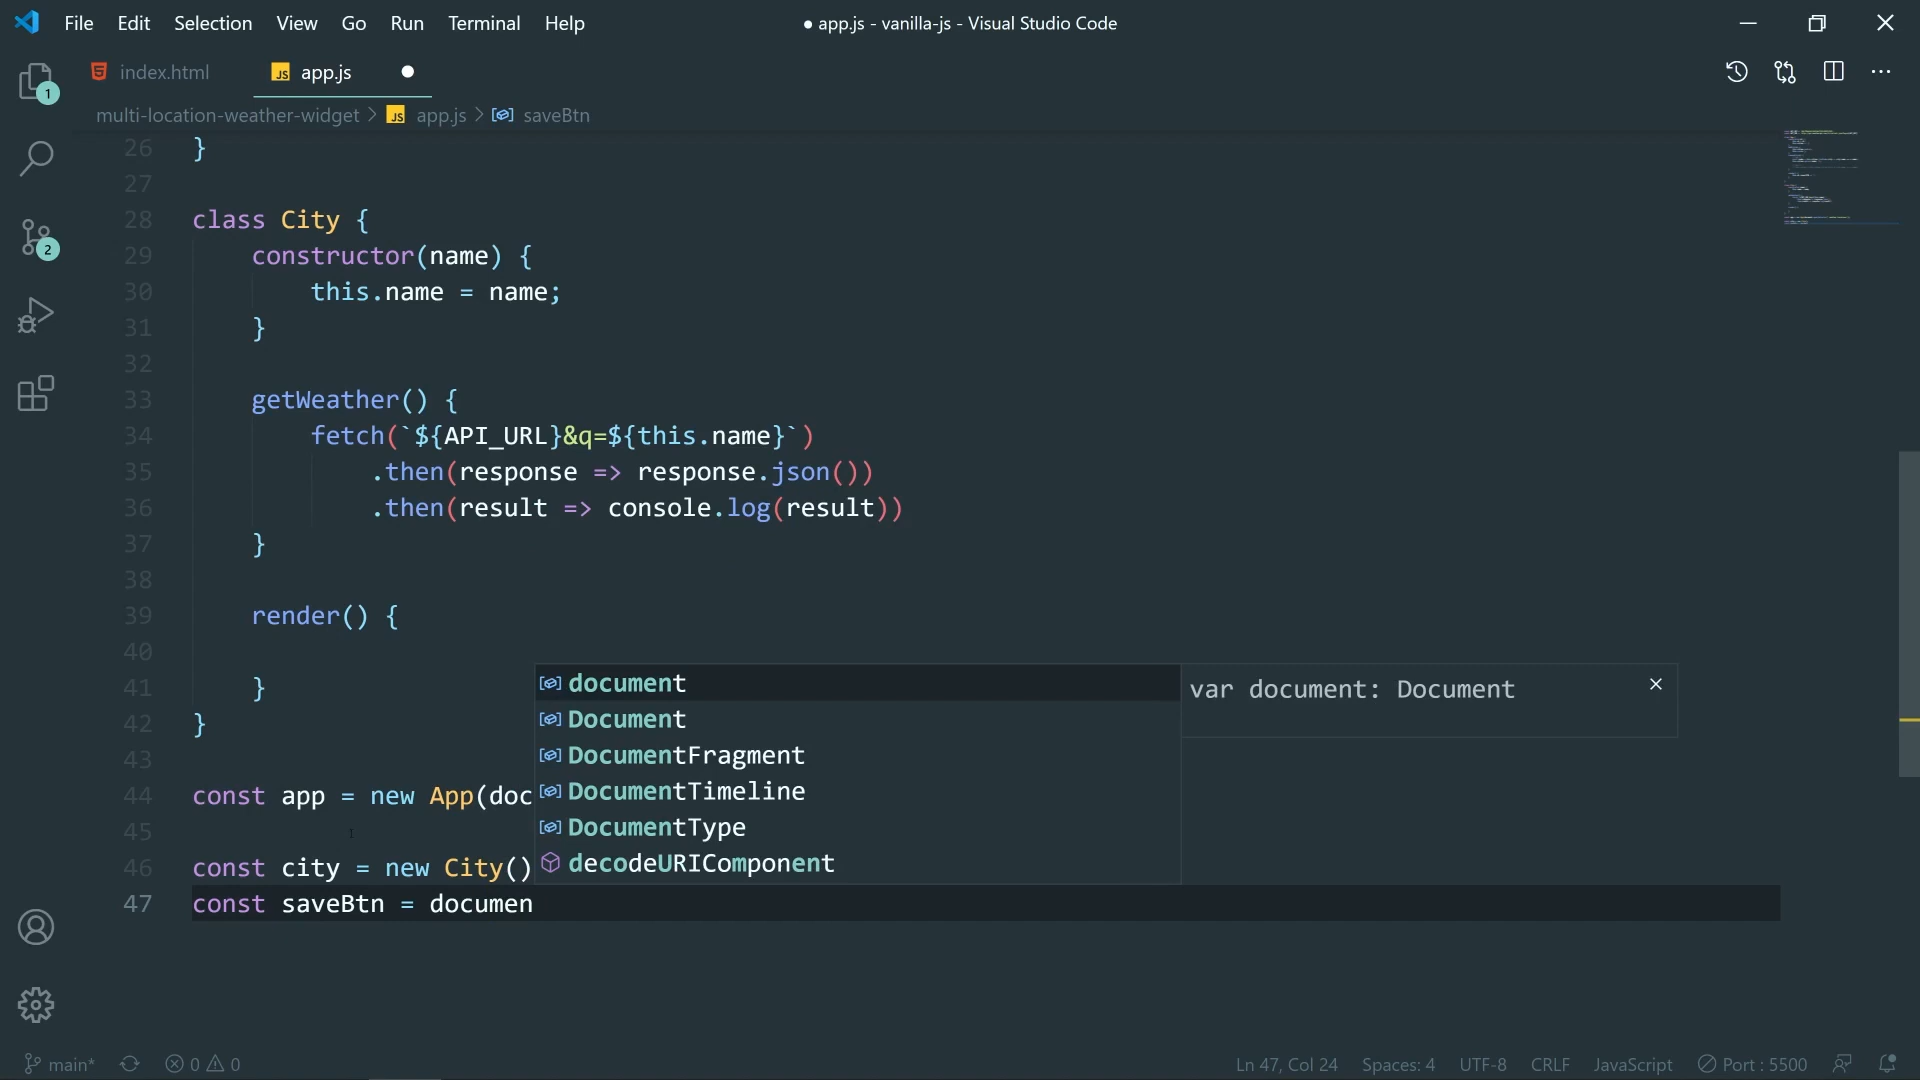 File Edit Selection View Go Run Terminal Help
● app.js - vanilla-js - Visual Studio Code
index.html
JS app.js
multi-location-weather-widget > JS app.js > saveBtn
1
2
26 }
27
28 class City {
29 constructor(name) {
30 this.name = name;
31 }
32
33 getWeather() {
34 fetch(`${API_URL}&q=${this.name}`)
35 .then(response => response.json())
36 .then(result => console.log(result))
37 }
38
39 render() {
40
41 }
42 }
43
44 const app = new App(doc
45
46 const city = new City()
47 const saveBtn = documen
document
Document
DocumentFragment
DocumentTimeline
DocumentType
decodeURIComponent
var document: Document
main* 0 0
Ln 47, Col 24 Spaces: 4 UTF-8 CRLF JavaScript Port : 5500